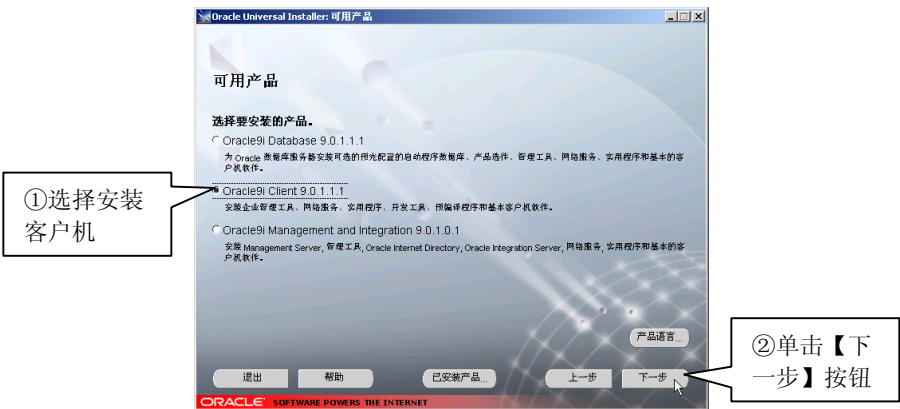 Oracle Universal Installer: 可用产品
可用产品
选择要安装的产品。
Oracle9i Database 9.0.1.1.1
为 Oracle 数据库服务器安装可选的预先配置的启动程序数据库、产品选件、管理工具、网络服务、实用程序和基本的客
户机软件。
Oracle9i Client 9.0.1.1.1
安装企业管理工具、网络服务、实用程序、开发工具、预编译程序和基本客户机软件。
Oracle9i Management and Integration 9.0.1.0.1
安装 Management Server, 管理工具, Oracle Internet Directory, Oracle Integration Server, 网路服务, 实用程序和基本的客
户机软件。
①选择安装
客户机
产品语言...
②单击【下
一步】按钮
退出
帮助
已安装产品...
上一步
下一步
ORACLE SOFTWARE POWERS THE INTERNET